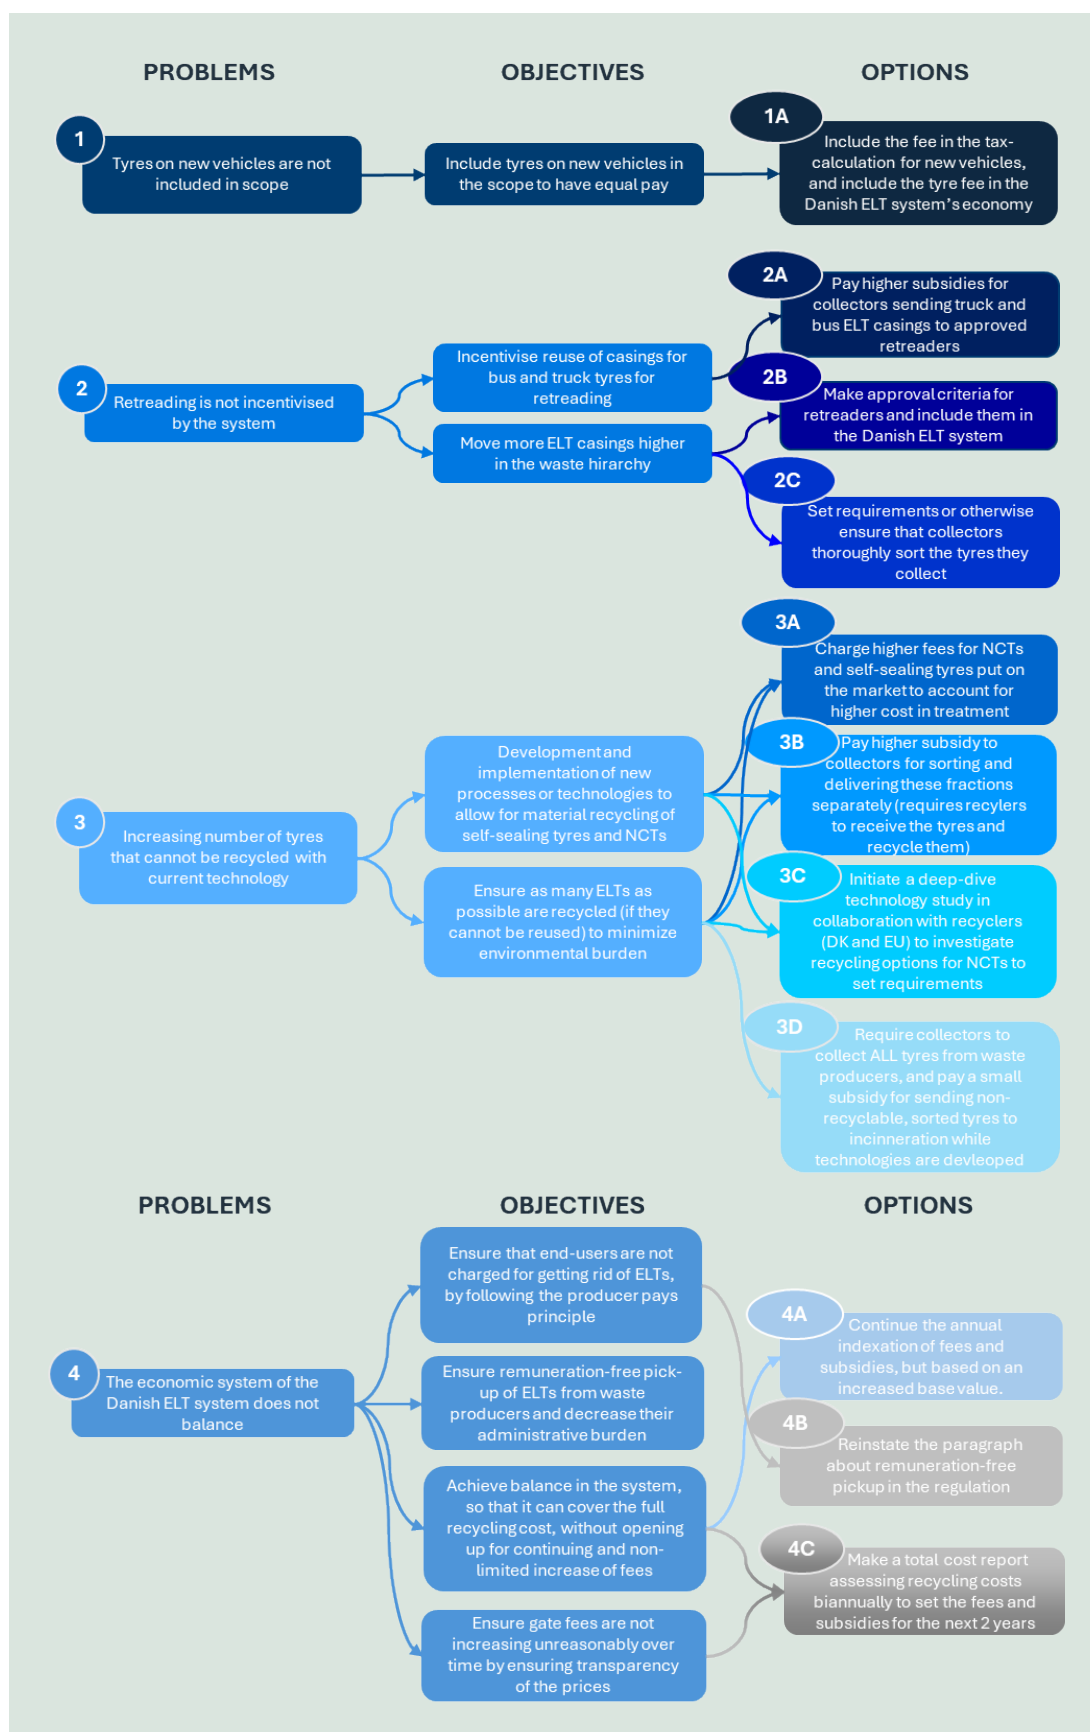 PROBLEMS
OBJECTIVES
OPTIONS
1
Tyres on new vehicles are not
included in scope
Include tyres on new vehicles in
the scope to have equal pay
1A
Include the fee in the tax-
calculation for new vehicles,
and include the tyre fee in the
Danish ELT system's economy
2
Retreading is not incentivised
by the system
Incentivise reuse of casings for
bus and truck tyres for
retreading
Move more ELT casings higher
in the waste hirarchy
2A
Pay higher subsidies for
collectors sending truck and
bus ELT casings to approved
retreaders
2B
Make approval criteria for
retreaders and include them in
the Danish ELT system
2C
Set requirements or otherwise
ensure that collectors
thoroughly sort the tyres they
collect
3
Increasing number of tyres
that cannot be recycled with
current technology
Development and
implementation of new
processes or technologies to
allow for material recycling of
self-sealing tyres and NCTs
Ensure as many ELTs as
possible are recycled (if they
cannot be reused) to minimize
environmental burden
3A
Charge higher fees for NCTs
and self-sealing tyres put on
the market to account for
higher cost in treatment
3B
Pay higher subsidy to
collectors for sorting and
delivering these fractions
separately (requires recylers
to receive the tyres and
recycle them)
3C
Initiate a deep-dive
technology study in
collaboration with recyclers
(DK and EU) to investigate
recycling options for NCTs to
set requirements
3D
Require collectors to
collect ALL tyres from waste
producers, and pay a small
subsidy for sending non-
recyclable, sorted tyres to
incinneration while
technologies are devleoped
PROBLEMS
OBJECTIVES
OPTIONS
4
The economic system of the
Danish ELT system does not
balance
Ensure that end-users are not
charged for getting rid of ELTs,
by following the producer pays
principle
Ensure remuneration-free pick-
up of ELTs from waste
producers and decrease their
administrative burden
Achieve balance in the system,
so that it can cover the full
recycling cost, without opening
up for continuing and non-
limited increase of fees
Ensure gate fees are not
increasing unreasonably over
time by ensuring transparency
of the prices
4A
Continue the annual
indexation of fees and
subsidies, but based on an
increased base value.
4B
Reinstate the paragraph
about remuneration-free
pickup in the regulation
4C
Make a total cost report
assessing recycling costs
biannually to set the fees and
subsidies for the next 2 years